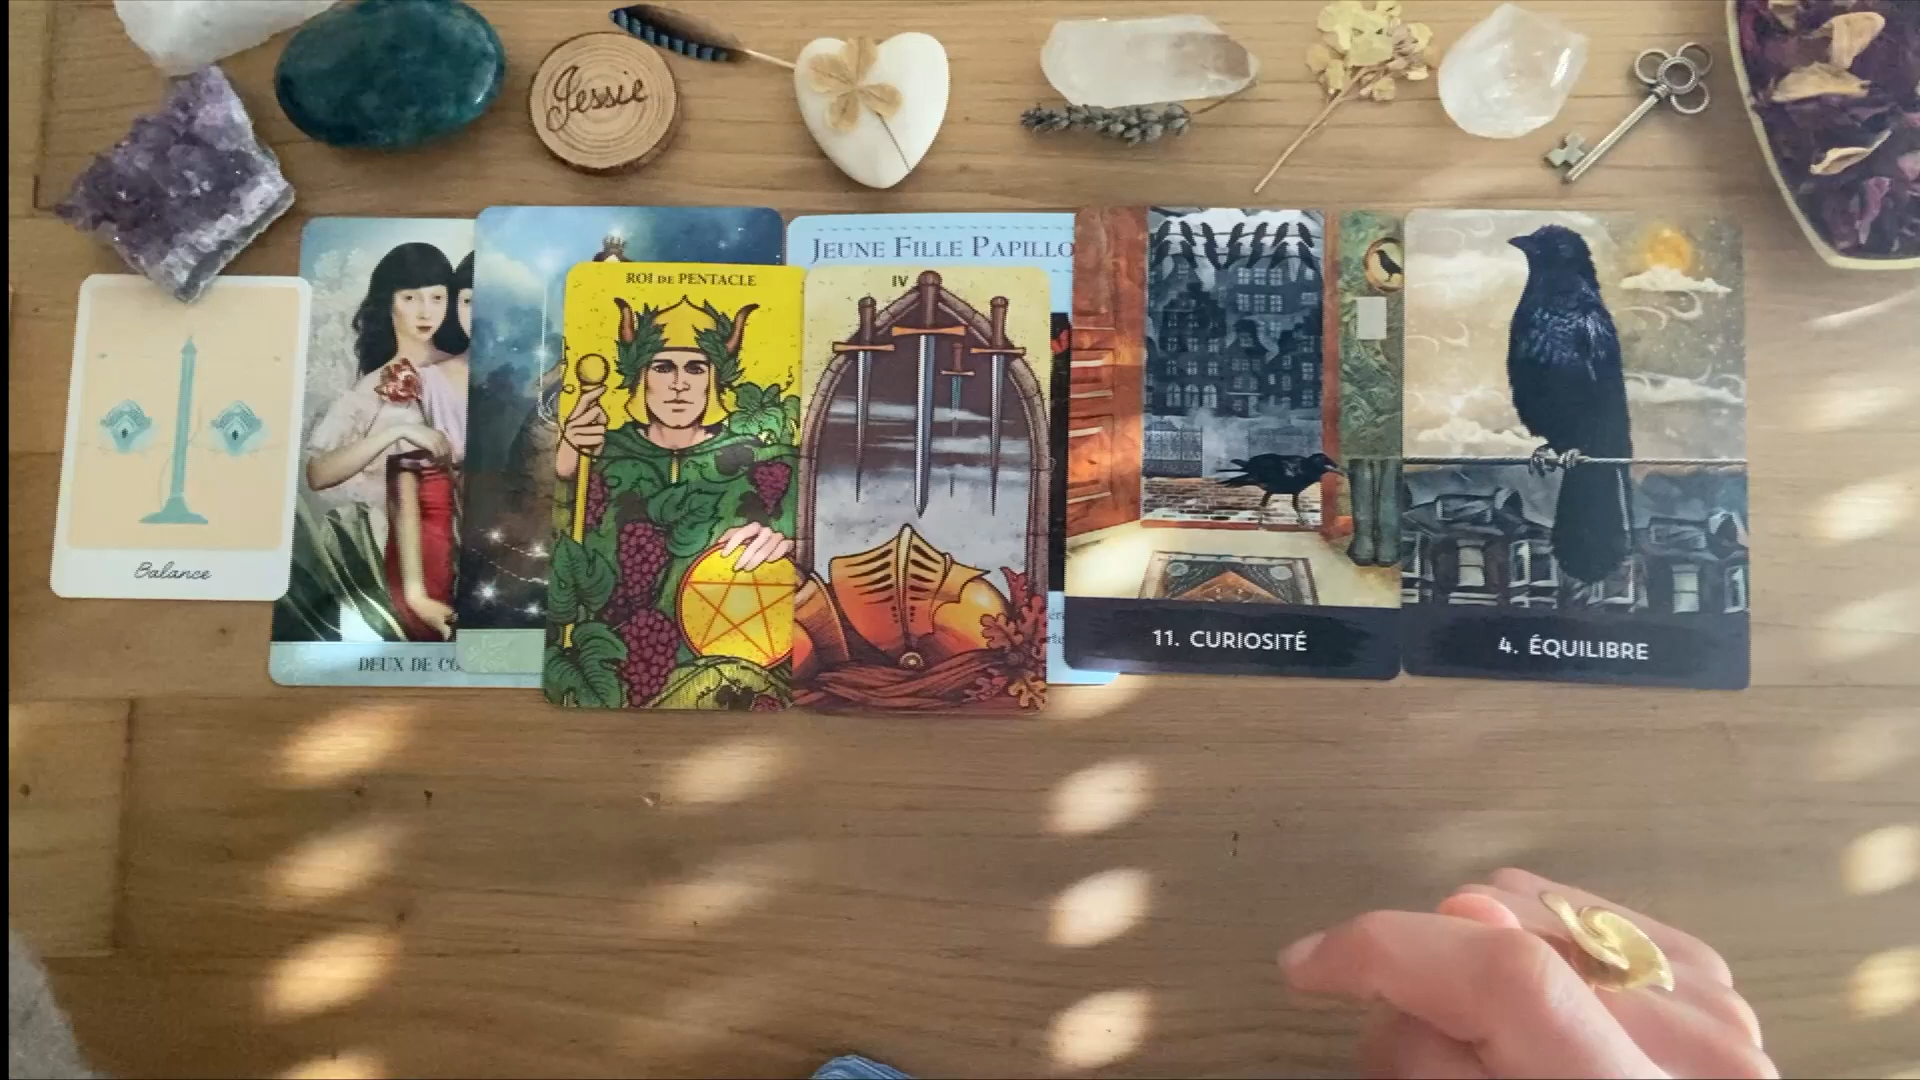 Jessie
JEUNE FILLE PAPILLO
ROI DE PENTACLE
IV
Balance
DEUX DE CO
11. CURIOSITÉ
4. ÉQUILIBRE